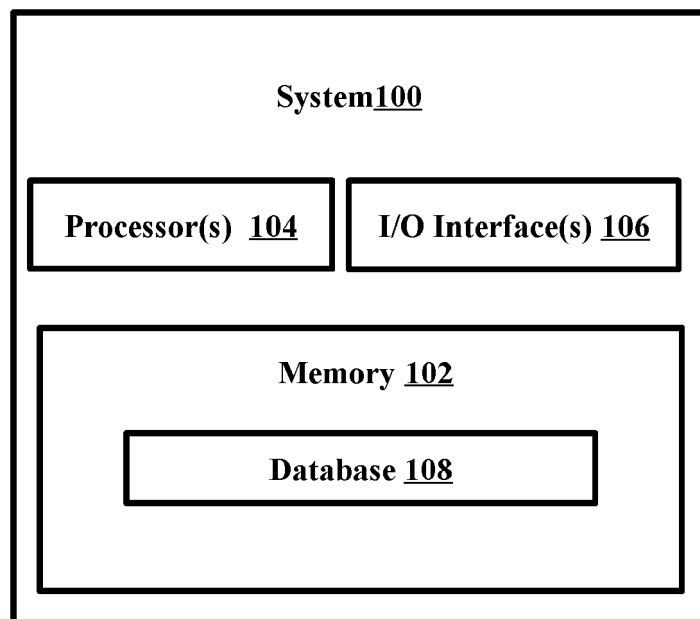 System100
Processor(s) 104
I/O Interface(s) 106
Memory 102
Database 108